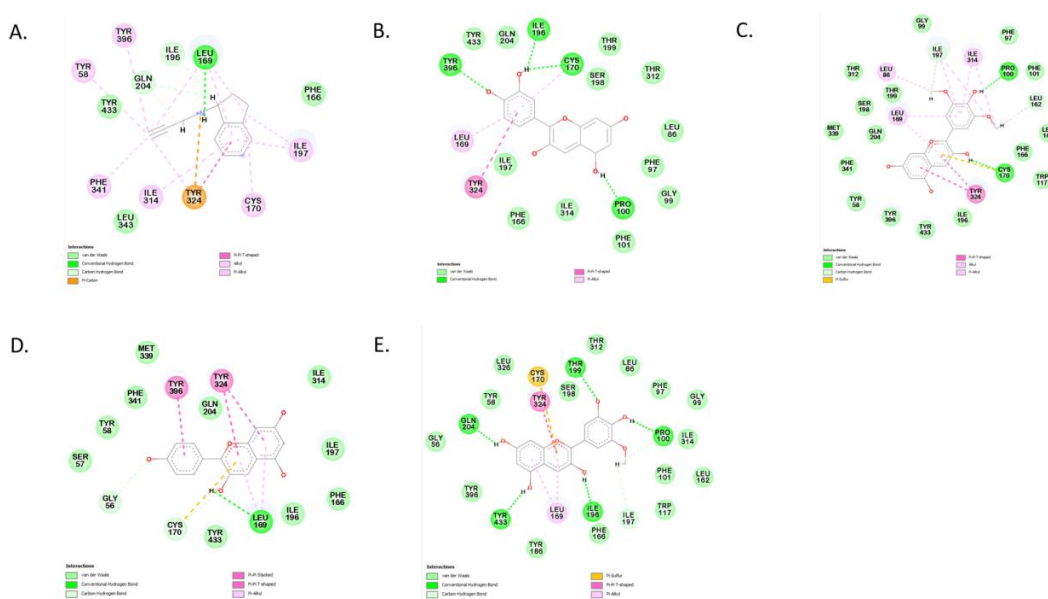 A.
TYR 396
ILE 196
LEU 169
TYR 58
GLN 204
TYR 433
PHE 166
H
H
ILE 197
PHE 341
ILE 314
TYR 324
CYS 170
LEU 343
Interactions
van der Waals
Conventional Hydrogen Bond
Carbon Hydrogen Bond
Pi-Cation
Pi-Pi T-shaped
Alkyl
Pi-Alkyl
B.
TYR 433
GLN 204
ILE 196
THR 199
TYR 396
CYS 170
SER 198
THR 312
H
O
O
LEU 169
ILE 197
LEU 86
TYR 324
PHE 97
H
PHE 166
ILE 314
PRO 100
GLY 99
PHE 101
Interactions
van der Waals
Conventional Hydrogen Bond
Pi-Pi T-shaped
Pi-Alkyl
C.
GLY 99
ILE 197
ILE 314
PHE 97
THR 312
LEU 86
PRO 100
PHE 101
THR 199
H
H
LEU 162
SER 198
LEU 169
H
MET 339
GLN 204
PHE 166
PHE 341
H
CYS 170
TRP 117
TYR 58
TYR 324
TYR 396
TYR 433
ILE 196
Interactions
van der Waals
Conventional Hydrogen Bond
Carbon Hydrogen Bond
Pi-Sulfur
Pi-Pi T-shaped
Alkyl
Pi-Alkyl
D.
MET 339
TYR 396
TYR 324
ILE 314
PHE 341
GLN 204
TYR 58
SER 57
ILE 197
GLY 56
H
PHE 166
CYS 170
TYR 433
LEU 169
ILE 196
Interactions
van der Waals
Conventional Hydrogen Bond
Carbon Hydrogen Bond
Pi-Pi Stacked
Pi-Pi T-shaped
Pi-Alkyl
E.
THR 312
LEU 326
CYS 170
THR 199
LEU 86
TYR 58
TYR 324
SER 198
PHE 97
GLY 99
GLN 204
GLY 56
H
H
PRO 100
ILE 314
H
PHE 101
LEU 162
TYR 396
H
H
TYR 433
LEU 169
ILE 196
ILE 197
TRP 117
PHE 166
TYR 186
Interactions
van der Waals
Conventional Hydrogen Bond
Carbon Hydrogen Bond
Pi-Sulfur
Pi-Pi T-shaped
Pi-Alkyl